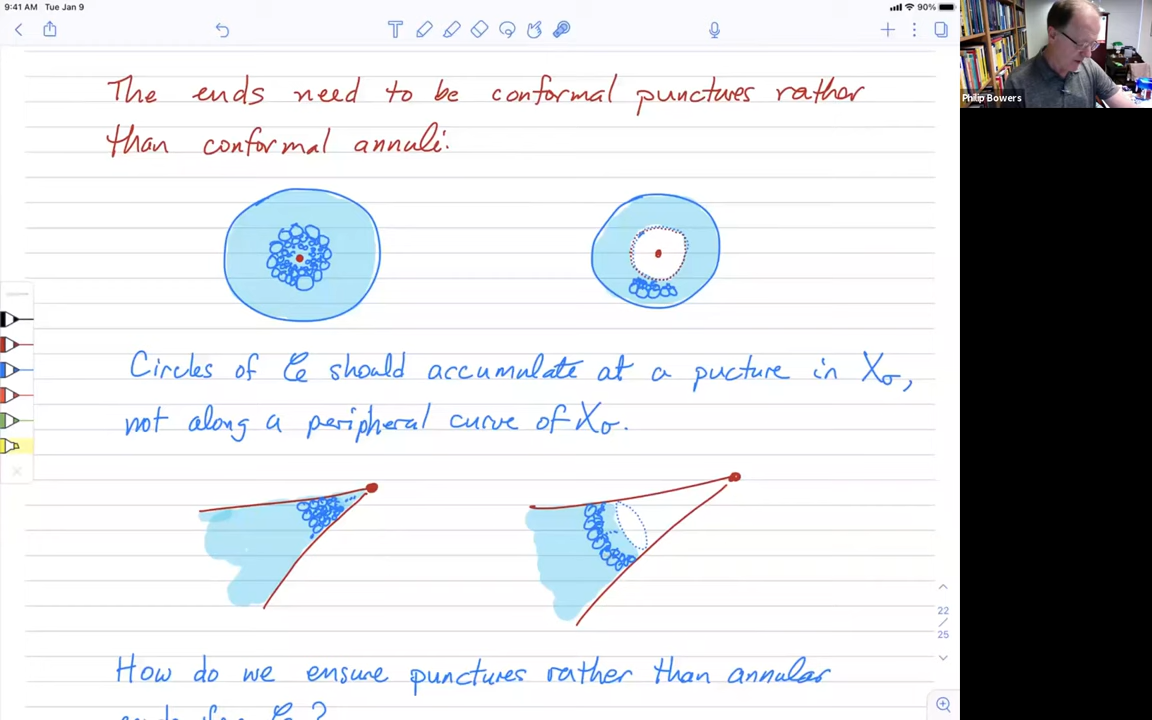 9:41 AM Tue Jan 9
90%
Philip Bowers
The ends need to be conformal punctures rather
than conformal annuli:
Circles of 𝒞 should accumulate at a pucture in Xσ,
not along a peripheral curve of Xσ.
22
/
25
How do we ensure punctures rather than annular